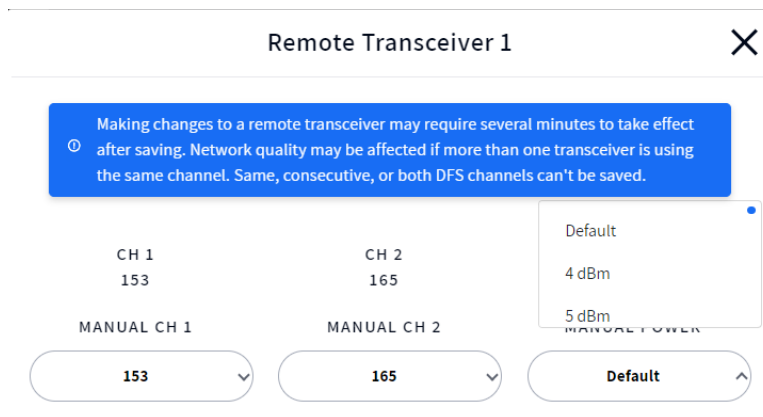 Remote Transceiver 1
Making changes to a remote transceiver may require several minutes to take effect
after saving. Network quality may be affected if more than one transceiver is using
the same channel. Same, consecutive, or both DFS channels can't be saved.
Default
4 dBm
5 dBm
CH 1
CH 2
153
165
MANUAL CH 1
MANUAL CH 2
MANUAL POWER
153
165
Default